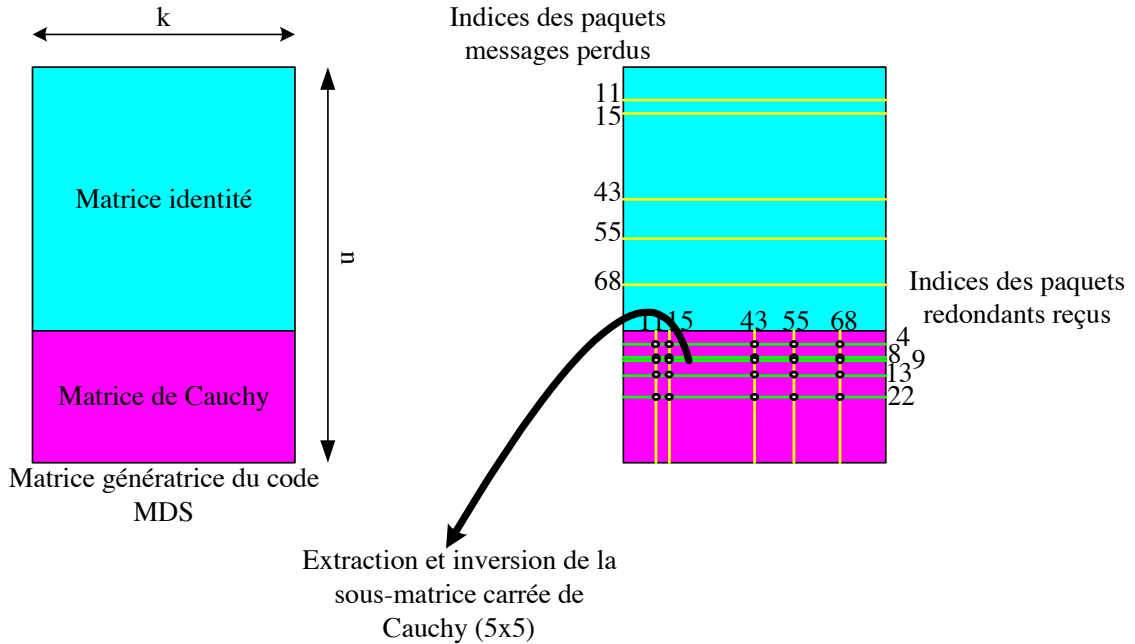 k
n
Matrice identité
Matrice de Cauchy
Matrice génératrice du code
MDS
Indices des paquets
messages perdus
11
15
43
55
68
Indices des paquets
redondants reçus
11 15 43 55 68
4
8 9
13
22
Extraction et inversion de la
sous-matrice carrée de
Cauchy (5x5)